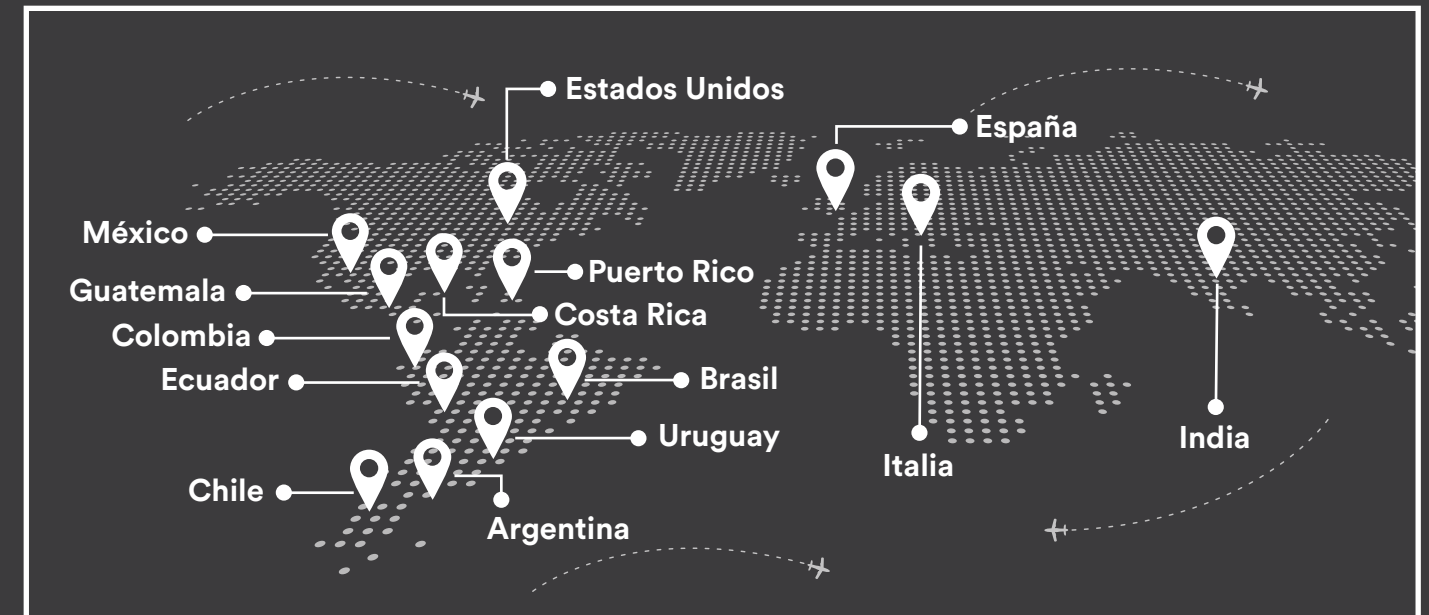 Estados Unidos
España
México
Puerto Rico
Guatemala
Costa Rica
Colombia
Ecuador
Brasil
Uruguay
Italia
India
Chile
Argentina